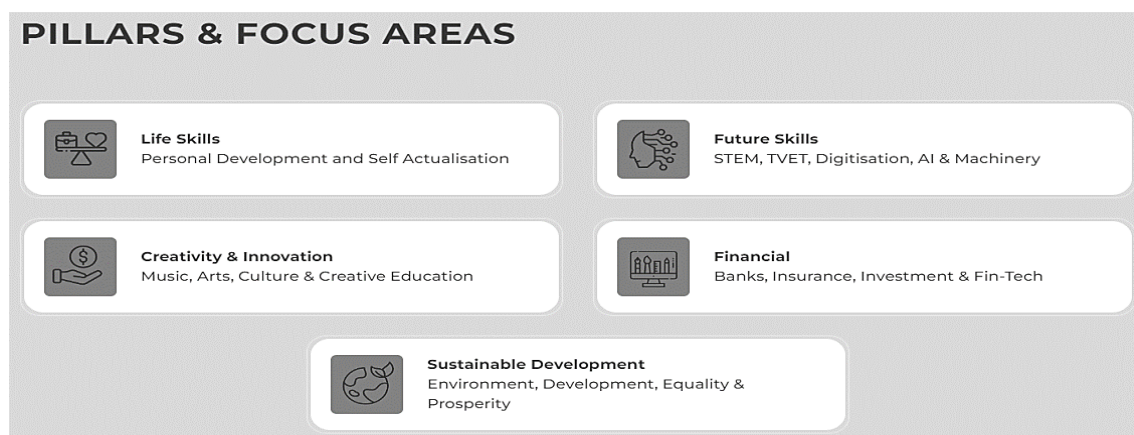 PILLARS & FOCUS AREAS
Life Skills
Personal Development and Self Actualisation
Future Skills
STEM, TVET, Digitisation, AI & Machinery
Creativity & Innovation
Music, Arts, Culture & Creative Education
Financial
Banks, Insurance, Investment & Fin-Tech
Sustainable Development
Environment, Development, Equality &
Prosperity